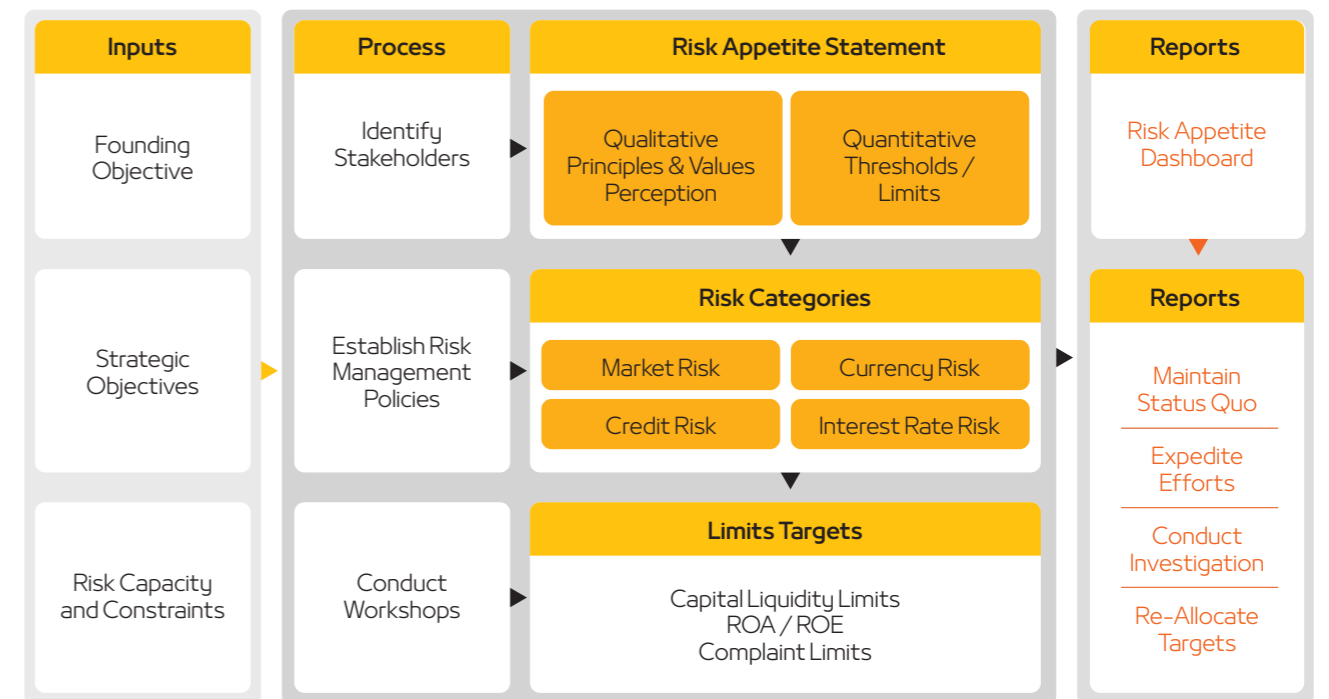 Inputs
Founding
Objective
Strategic
Objectives
Risk Capacity
and Constraints
Process
Identify
Stakeholders
Establish Risk
Management
Policies
Conduct
Workshops
Risk Appetite Statement
Qualitative
Principles & Values
Perception
Quantitative
Thresholds /
Limits
Risk Categories
Market Risk
Currency Risk
Credit Risk
Interest Rate Risk
Limits Targets
Capital Liquidity Limits
ROA / ROE
Complaint Limits
Reports
Risk Appetite
Dashboard
Reports
Maintain
Status Quo
Expedite
Efforts
Conduct
Investigation
Re-Allocate
Targets